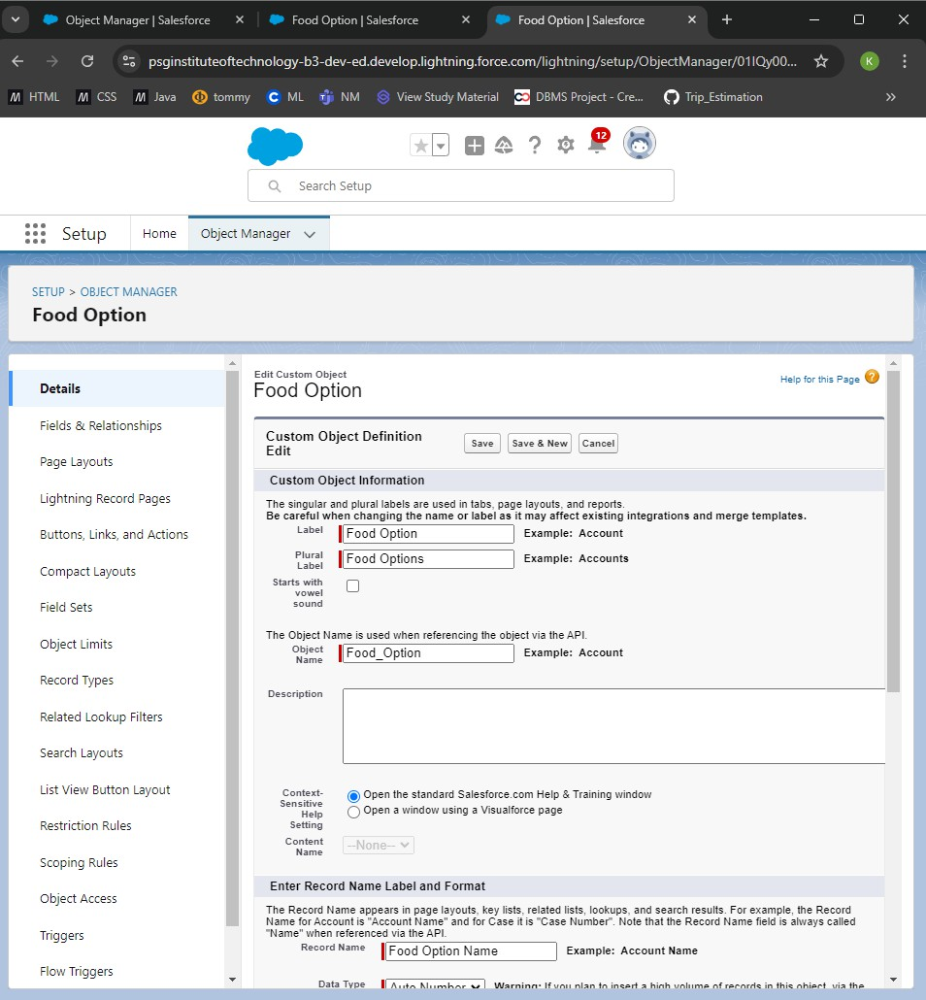 Object Manager | Salesforce
Food Option | Salesforce
Food Option | Salesforce
psginstituteoftechnology-b3-dev-ed.develop.lightning.force.com/lightning/setup/ObjectManager/01IQy00...
K
HTML
CSS
Java
tommy
ML
NM
View Study Material
DBMS Project - Cre...
Trip_Estimation
12
Search Setup
Setup
Home
Object Manager
SETUP > OBJECT MANAGER
Food Option
Details
Fields & Relationships
Page Layouts
Lightning Record Pages
Buttons, Links, and Actions
Compact Layouts
Field Sets
Object Limits
Record Types
Related Lookup Filters
Search Layouts
List View Button Layout
Restriction Rules
Scoping Rules
Object Access
Triggers
Flow Triggers
Edit Custom Object
Food Option
Help for this Page ?
Custom Object Definition
Edit
Save
Save & New
Cancel
Custom Object Information
The singular and plural labels are used in tabs, page layouts, and reports.
Be careful when changing the name or label as it may affect existing integrations and merge templates.
Label Food Option Example: Account
Plural
Label Food Options Example: Accounts
Starts with
vowel
sound
The Object Name is used when referencing the object via the API.
Object
Name Food_Option Example: Account
Description
Context-
Sensitive
Help
Setting
Open the standard Salesforce.com Help & Training window
Open a window using a Visualforce page
Content
Name --None--
Enter Record Name Label and Format
The Record Name appears in page layouts, key lists, related lists, lookups, and search results. For example, the Record
Name for Account is "Account Name" and for Case it is "Case Number". Note that the Record Name field is always called
"Name" when referenced via the API.
Record Name Food Option Name Example: Account Name
Data Type Auto Number Warning: If you plan to insert a high volume of records in this object, via the